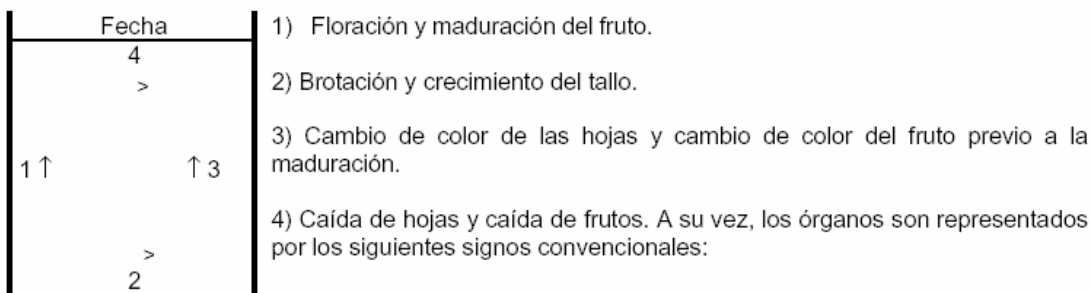 Fecha
4
>
1 ↑ ↑ 3
>
2
1) Floración y maduración del fruto.
2) Brotación y crecimiento del tallo.
3) Cambio de color de las hojas y cambio de color del fruto previo a la
maduración.
4) Caída de hojas y caída de frutos. A su vez, los órganos son representados
por los siguientes signos convencionales: